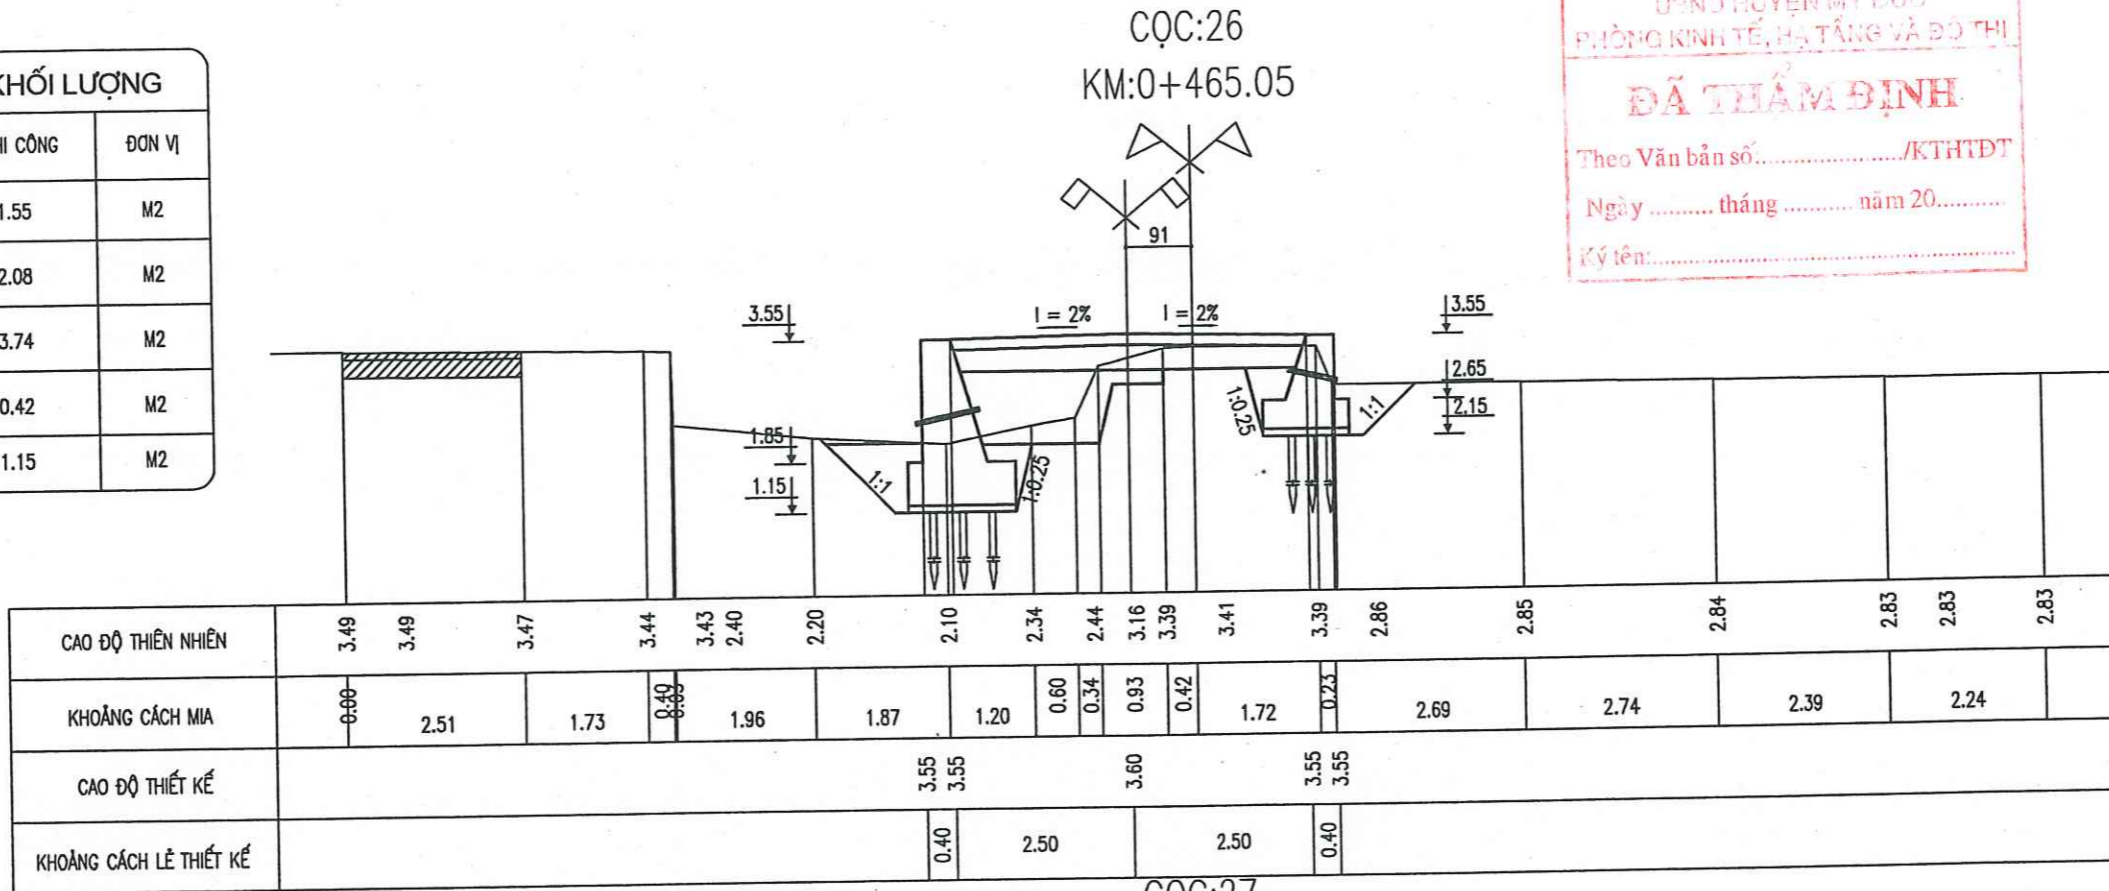 CỌC:26
KM:0+465.05
UBND HUYỆN MỸ ĐỨC
PHÒNG KINH TẾ, HẠ TẦNG VÀ ĐÔ THỊ
ĐÃ THẨM ĐỊNH
Theo Văn bản số:...................../KTHTĐT
Ngày .......... tháng ........... năm 20...........
Ký tên:.......................................................
KHỐI LƯỢNG
HI CÔNG ĐƠN VỊ
1.55 M2
2.08 M2
3.74 M2
0.42 M2
1.15 M2
91
3.55 I = 2% I = 2% 3.55
2.65
2.15
1.85
1.15
1:1 1:0.25 1:0.25 1:1
CAO ĐỘ THIÊN NHIÊN 3.49 3.49 3.47 3.44 3.43 2.40 2.20 2.10 2.34 2.44 3.16 3.39 3.41 3.39 2.86 2.85 2.84 2.83 2.83 2.83
KHOẢNG CÁCH MIA 0.00 2.51 1.73 0.40 1.96 1.87 1.20 0.60 0.34 0.93 0.42 1.72 0.23 2.69 2.74 2.39 2.24
CAO ĐỘ THIẾT KẾ 3.55 3.55 3.60 3.55 3.55
KHOẢNG CÁCH LẺ THIẾT KẾ 0.40 2.50 2.50 0.40
CỌC:27